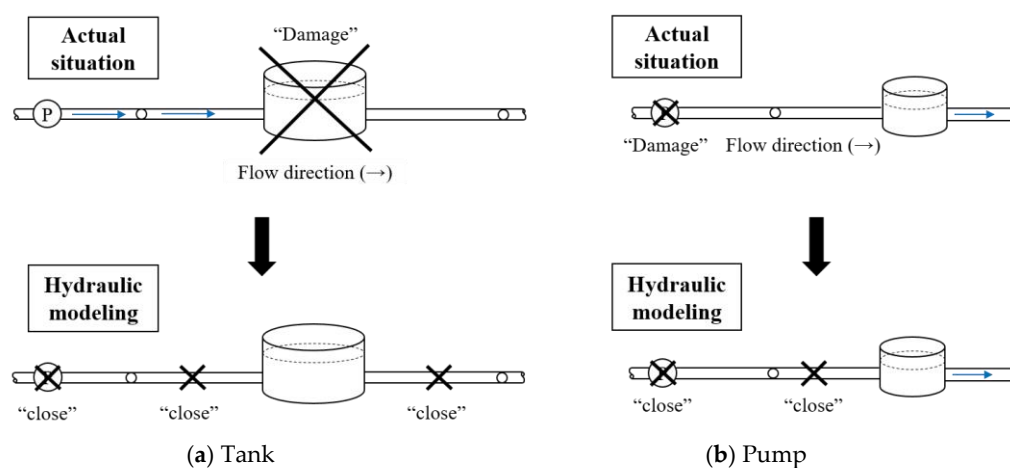 Actual
situation
“Damage”
P
Flow direction (→)
Hydraulic
modeling
P
“close”
“close”
“close”
(a) Tank
Actual
situation
P
“Damage”
Flow direction (→)
Hydraulic
modeling
P
“close”
“close”
(b) Pump